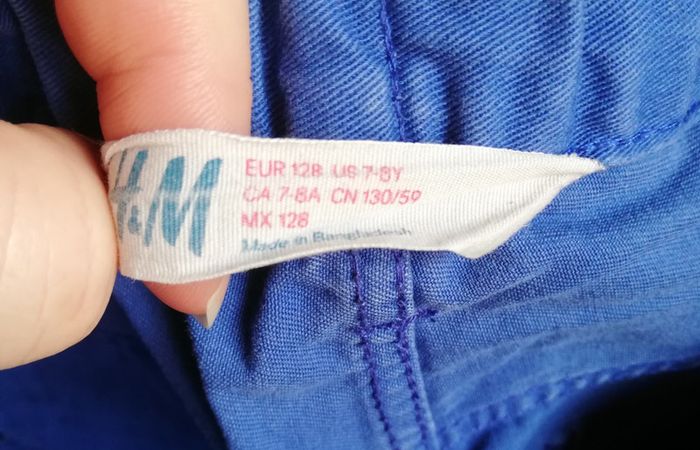 H&M
EUR 128 US 7-8Y
CA 7-8A CN 130/59
MX 128
Made in Bangladesh